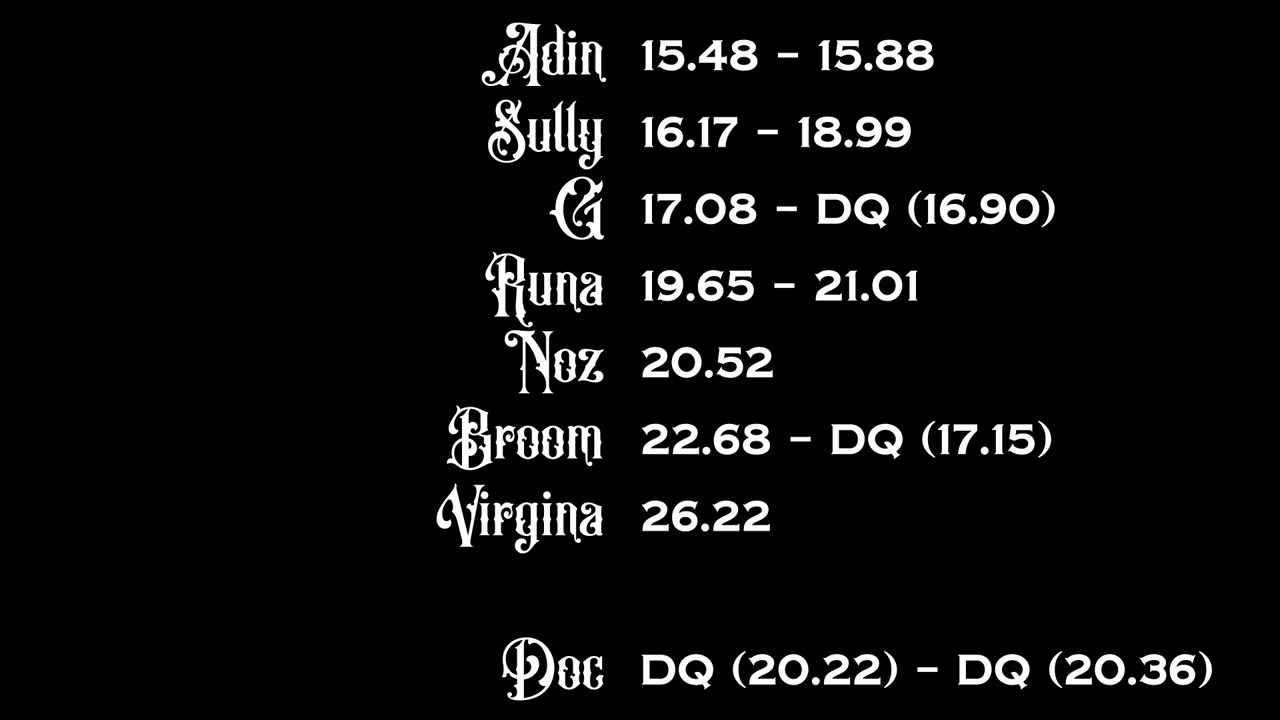 Adin 15.48 – 15.88
Sully 16.17 – 18.99
G 17.08 – DQ (16.90)
Runa 19.65 – 21.01
Noz 20.52
Broom 22.68 – DQ (17.15)
Virgina 26.22
Doc DQ (20.22) – DQ (20.36)